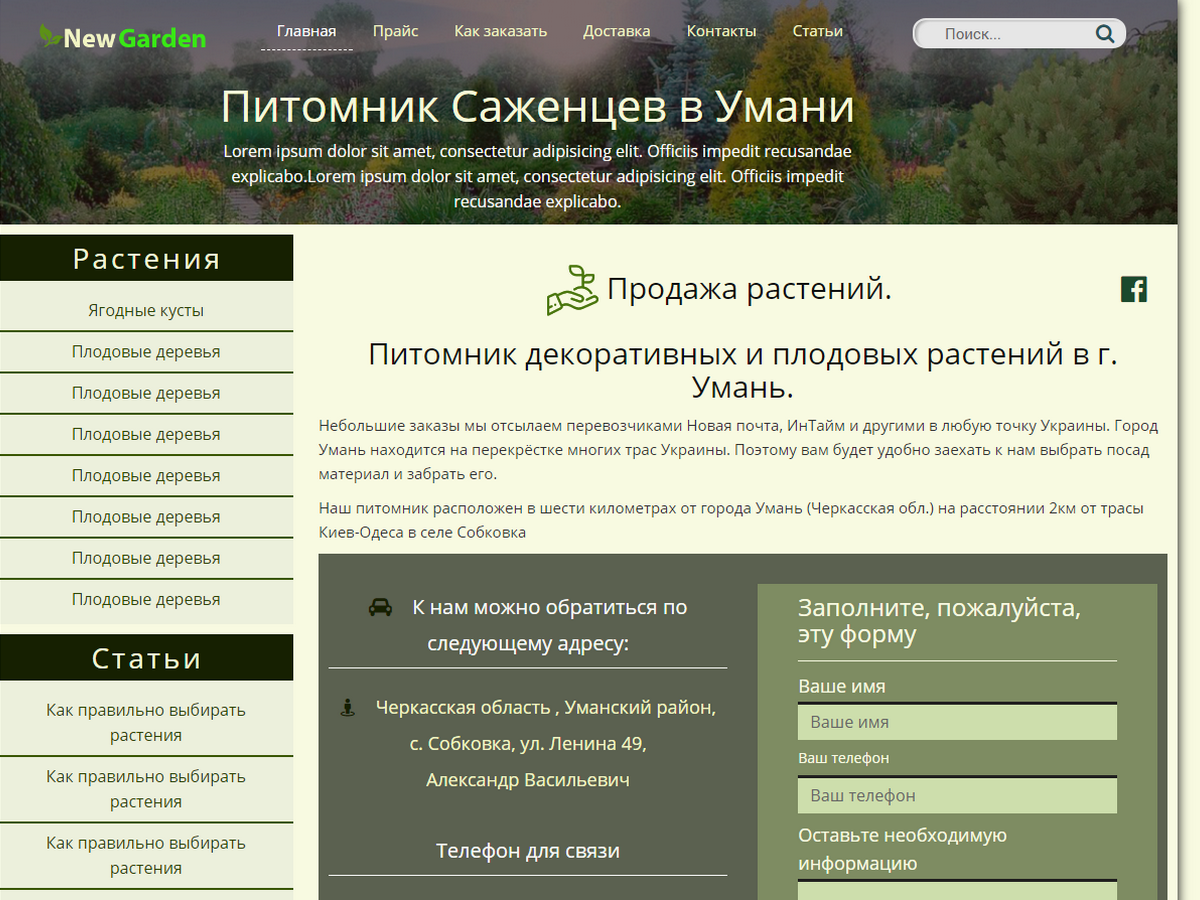 New Garden
Главная
Прайс
Как заказать
Доставка
Контакты
Статьи
Поиск...
Питомник Саженцев в Умани
Lorem ipsum dolor sit amet, consectetur adipisicing elit. Officiis impedit recusandae
explicabo.Lorem ipsum dolor sit amet, consectetur adipisicing elit. Officiis impedit
recusandae explicabo.
Растения
Ягодные кусты
Плодовые деревья
Плодовые деревья
Плодовые деревья
Плодовые деревья
Плодовые деревья
Плодовые деревья
Плодовые деревья
Статьи
Как правильно выбирать
растения
Как правильно выбирать
растения
Как правильно выбирать
растения
Продажа растений.
Питомник декоративных и плодовых растений в г.
Умань.
Небольшие заказы мы отсылаем перевозчиками Новая почта, ИнТайм и другими в любую точку Украины. Город
Умань находится на перекрёстке многих трас Украины. Поэтому вам будет удобно заехать к нам выбрать посад
материал и забрать его.
Наш питомник расположен в шести километрах от города Умань (Черкасская обл.) на расстоянии 2км от трасы
Киев-Одеса в селе Собковка
К нам можно обратиться по
следующему адресу:
Черкасская область , Уманский район,
с. Собковка, ул. Ленина 49,
Александр Васильевич
Телефон для связи
Заполните, пожалуйста,
эту форму
Ваше имя
Ваше имя
Ваш телефон
Ваш телефон
Оставьте необходимую
информацию